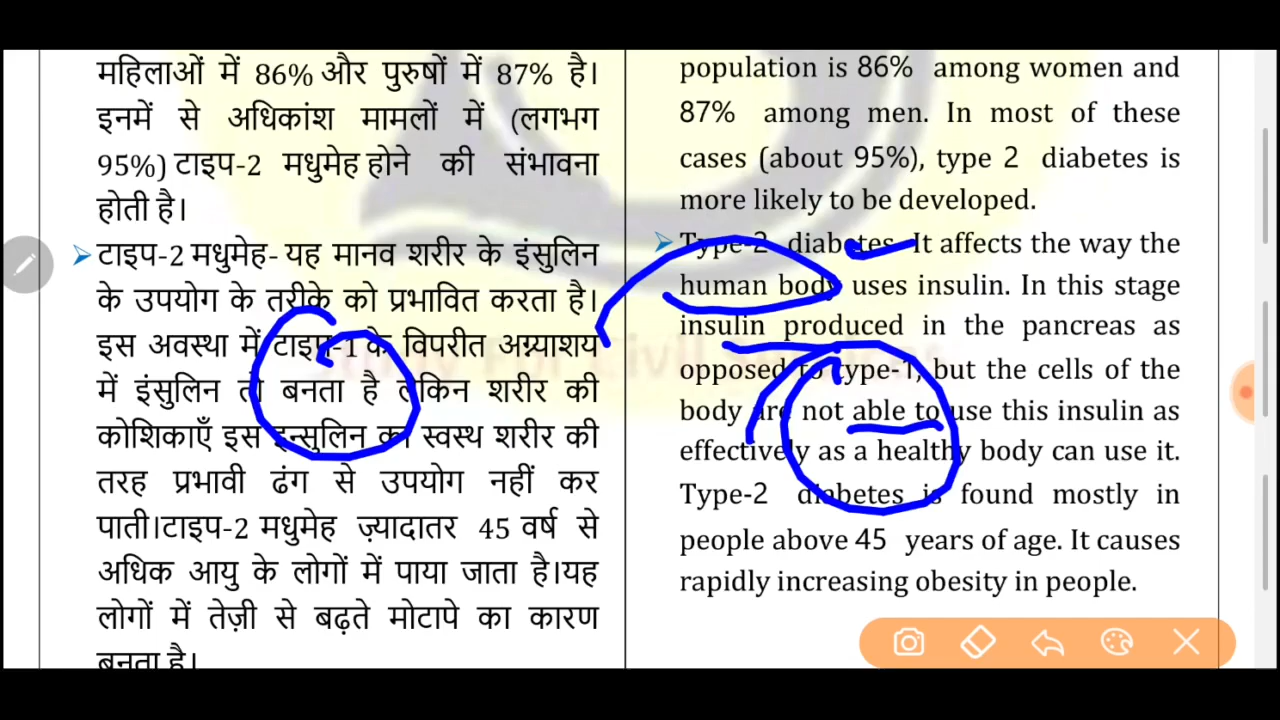 महिलाओं में 86% और पुरुषों में 87% है।
इनमें से अधिकांश मामलों में (लगभग
95%) टाइप-2 मधुमेह होने की संभावना
होती है।
टाइप-2 मधुमेह- यह मानव शरीर के इंसुलिन
के उपयोग के तरीके को प्रभावित करता है।
इस अवस्था में टाइप-1 के विपरीत अग्न्याशय
में इंसुलिन तो बनता है लेकिन शरीर की
कोशिकाएँ इस इन्सुलिन का स्वस्थ शरीर की
तरह प्रभावी ढंग से उपयोग नहीं कर
पाती।टाइप-2 मधुमेह ज़्यादातर 45 वर्ष से
अधिक आयु के लोगों में पाया जाता है।यह
लोगों में तेज़ी से बढ़ते मोटापे का कारण
बनता है।
population is 86% among women and
87% among men. In most of these
cases (about 95%), type 2 diabetes is
more likely to be developed.
Type-2 diabetes- It affects the way the
human body uses insulin. In this stage
insulin produced in the pancreas as
opposed to type-1, but the cells of the
body are not able to use this insulin as
effectively as a healthy body can use it.
Type-2 diabetes is found mostly in
people above 45 years of age. It causes
rapidly increasing obesity in people.